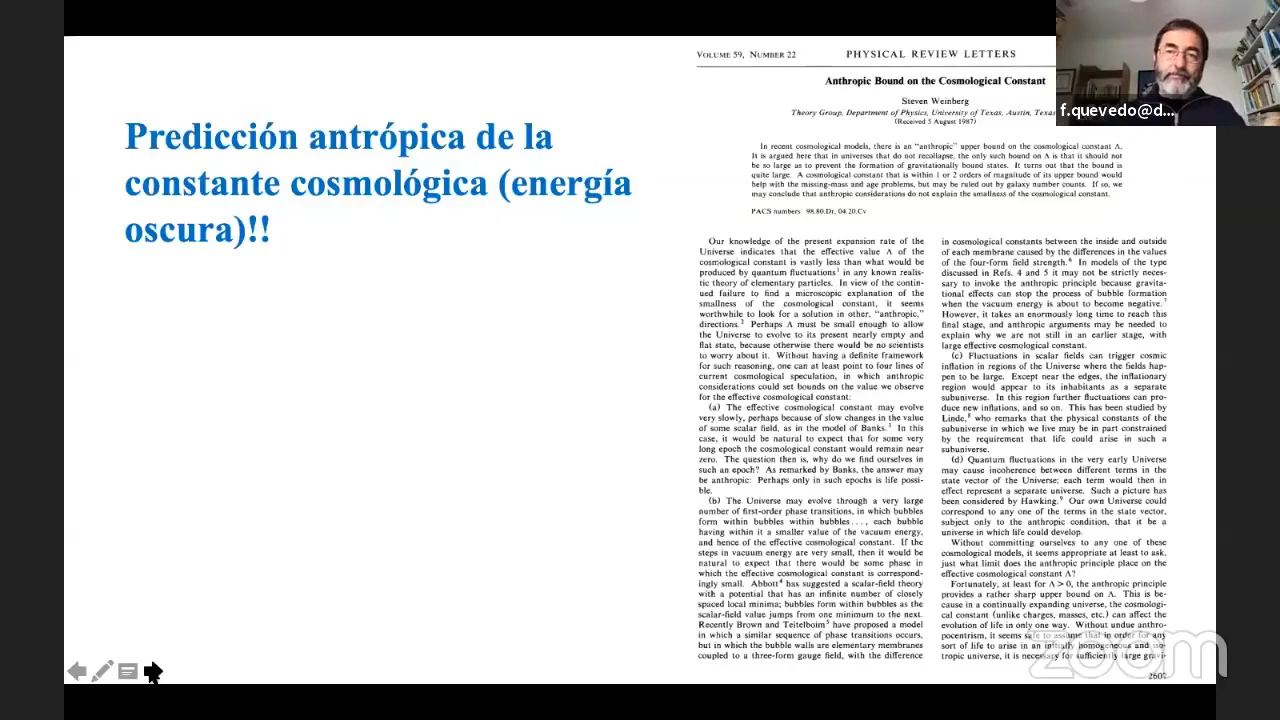 Predicción antrópica de la
constante cosmológica (energía
oscura)!!
VOLUME 59, NUMBER 22
PHYSICAL REVIEW LETTERS
Anthropic Bound on the Cosmological Constant
Steven Weinberg
Theory Group, Department of Physics, University of Texas, Austin, Texas
(Received 5 August 1987)
In recent cosmological models, there is an “anthropic” upper bound on the cosmological constant Λ.
It is argued here that in universes that do not recollapse, the only such bound on Λ is that it should not
be so large as to prevent the formation of gravitationally bound states. It turns out that the bound is
quite large. A cosmological constant that is within 1 or 2 orders of magnitude of its upper bound would
help with the missing-mass and age problems, but may be ruled out by galaxy number counts. If so, we
may conclude that anthropic considerations do not explain the smallness of the cosmological constant.
PACS numbers: 98.80.Dr, 04.20.Cv
Our knowledge of the present expansion rate of the
Universe indicates that the effective value Λ of the
cosmological constant is vastly less than what would be
produced by quantum fluctuations¹ in any known realis-
tic theory of elementary particles. In view of the contin-
ued failure to find a microscopic explanation of the
smallness of the cosmological constant, it seems
worthwhile to look for a solution in other, “anthropic,”
directions.² Perhaps Λ must be small enough to allow
the Universe to evolve to its present nearly empty and
flat state, because otherwise there would be no scientists
to worry about it. Without having a definite framework
for such reasoning, one can at least point to four lines of
current cosmological speculation, in which anthropic
considerations could set bounds on the value we observe
for the effective cosmological constant:
(a) The effective cosmological constant may evolve
very slowly, perhaps because of slow changes in the value
of some scalar field, as in the model of Banks.³ In this
case, it would be natural to expect that for some very
long epoch the cosmological constant would remain near
zero. The question then is, why do we find ourselves in
such an epoch? As remarked by Banks, the answer may
be anthropic: Perhaps only in such epochs is life possi-
ble.
(b) The Universe may evolve through a very large
number of first-order phase transitions, in which bubbles
form within bubbles within bubbles . . . , each bubble
having within it a smaller value of the vacuum energy,
and hence of the effective cosmological constant. If the
steps in vacuum energy are very small, then it would be
natural to expect that there would be some phase in
which the effective cosmological constant is correspond-
ingly small. Abbott⁴ has suggested a scalar-field theory
with a potential that has an infinite number of closely
spaced local minima; bubbles form within bubbles as the
scalar-field value jumps from one minimum to the next.
Recently Brown and Teitelboim⁵ have proposed a model
in which a similar sequence of phase transitions occurs,
but in which the bubble walls are elementary membranes
coupled to a three-form gauge field, with the difference
in cosmological constants between the inside and outside
of each membrane caused by the differences in the values
of the four-form field strength.⁶ In models of the type
discussed in Refs. 4 and 5 it may not be strictly neces-
sary to invoke the anthropic principle because gravita-
tional effects can stop the process of bubble formation
when the vacuum energy is about to become negative.⁷
However, it takes an enormously long time to reach this
final stage, and anthropic arguments may be needed to
explain why we are not still in an earlier stage, with
large effective cosmological constant.
(c) Fluctuations in scalar fields can trigger cosmic
inflation in regions of the Universe where the fields hap-
pen to be large. Except near the edges, the inflationary
region would appear to its inhabitants as a separate
subuniverse. In this region further fluctuations can pro-
duce new inflations, and so on. This has been studied by
Linde,⁸ who remarks that the physical constants of the
subuniverse in which we live may be in part constrained
by the requirement that life could arise in such a
subuniverse.
(d) Quantum fluctuations in the very early Universe
may cause incoherence between different terms in the
state vector of the Universe; each term would then in
effect represent a separate universe. Such a picture has
been considered by Hawking.⁹ Our own Universe could
correspond to any one of the terms in the state vector,
subject only to the anthropic condition, that it be a
universe in which life could develop.
Without committing ourselves to any one of these
cosmological models, it seems appropriate at least to ask,
just what limit does the anthropic principle place on the
effective cosmological constant Λ?
Fortunately, at least for Λ > 0, the anthropic principle
provides a rather sharp upper bound on Λ. This is be-
cause in a continually expanding universe, the cosmologi-
cal constant (unlike charges, masses, etc.) can affect the
evolution of life in only one way. Without undue anthro-
pocentrism, it seems safe to assume that in order for any
sort of life to arise in an initially homogeneous and iso-
tropic universe, it is necessary for sufficiently large gravi-
2607
f.quevedo@d...
zoom